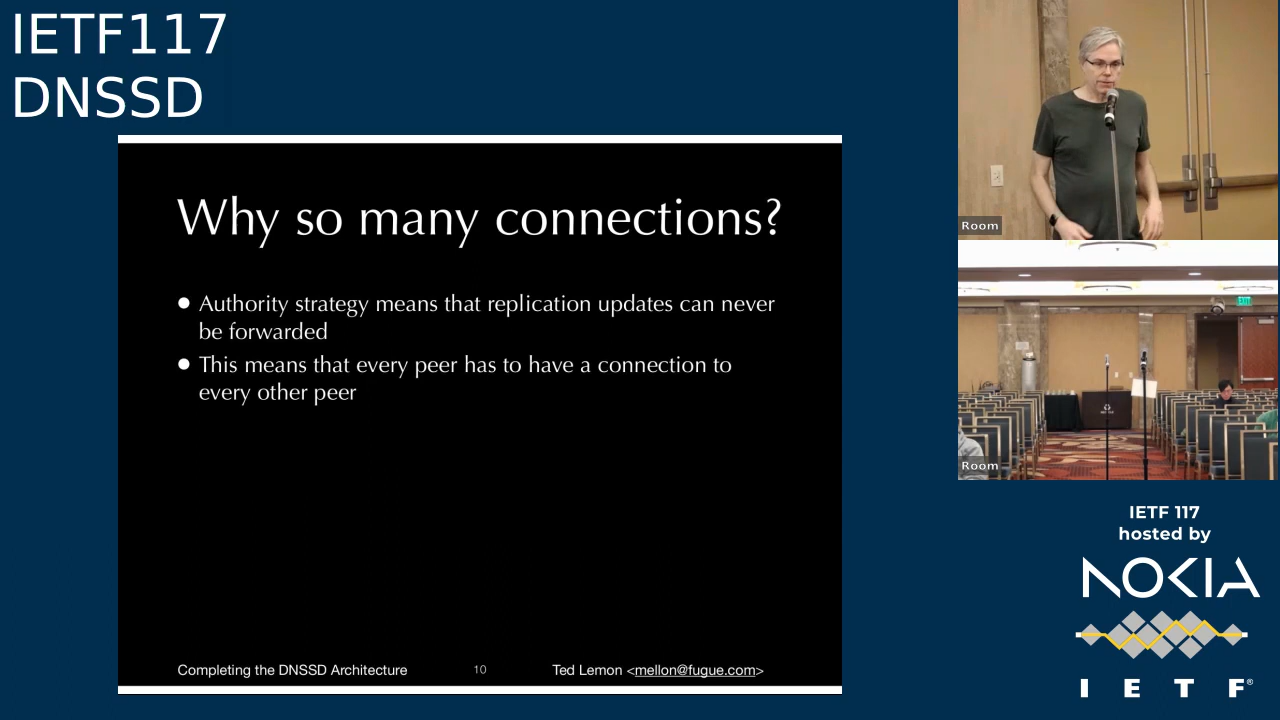 IETF117
DNSSD
Why so many connections?
● Authority strategy means that replication updates can never
be forwarded
● This means that every peer has to have a connection to
every other peer
Completing the DNSSD Architecture
10
Ted Lemon <mellon@fugue.com>
Room
Room
IETF 117
hosted by
NOKIA
I E T F®